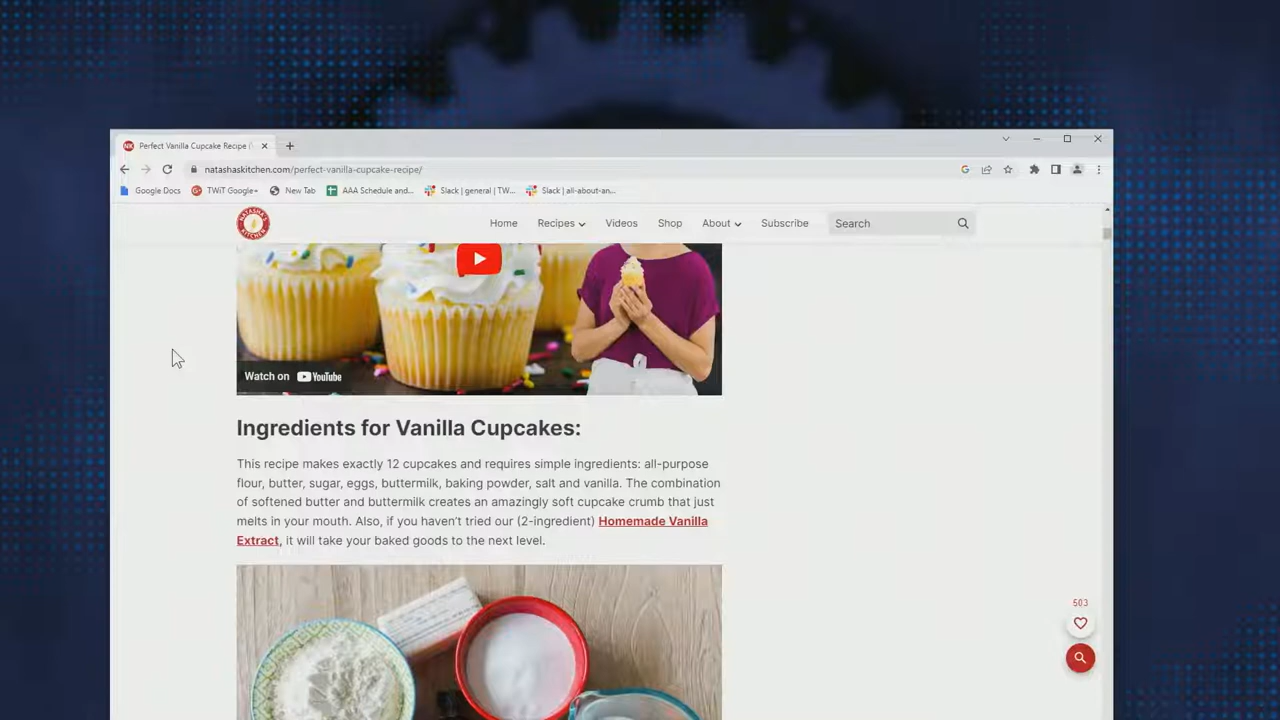 Perfect Vanilla Cupcake Recipe (
natashaskitchen.com/perfect-vanilla-cupcake-recipe/
Google Docs TWiT Google+ New Tab AAA Schedule and... Slack | general | TW... Slack | all-about-an...
NATASHA'S KITCHEN
Home Recipes Videos Shop About Subscribe Search
Watch on YouTube
Ingredients for Vanilla Cupcakes:
This recipe makes exactly 12 cupcakes and requires simple ingredients: all-purpose
flour, butter, sugar, eggs, buttermilk, baking powder, salt and vanilla. The combination
of softened butter and buttermilk creates an amazingly soft cupcake crumb that just
melts in your mouth. Also, if you haven't tried our (2-ingredient) Homemade Vanilla
Extract, it will take your baked goods to the next level.
503